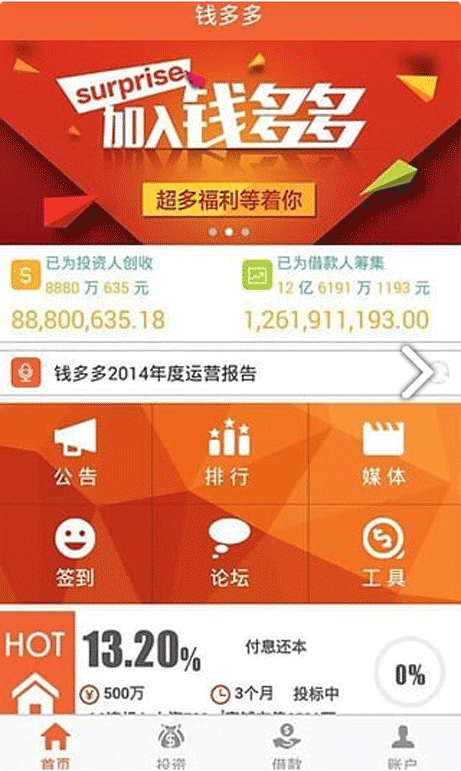 钱多多
surprise
加入钱多多
超多福利等着你
已为投资人创收
8880 万 635 元
88,800,635.18
已为借款人筹集
12 亿 6191 万 1193 元
1,261,911,193.00
钱多多2014年度运营报告
公告
排行
媒体
签到
论坛
工具
HOT
13.20%
付息还本
500万
3个月
投标中
0%
首页
投资
借款
账户